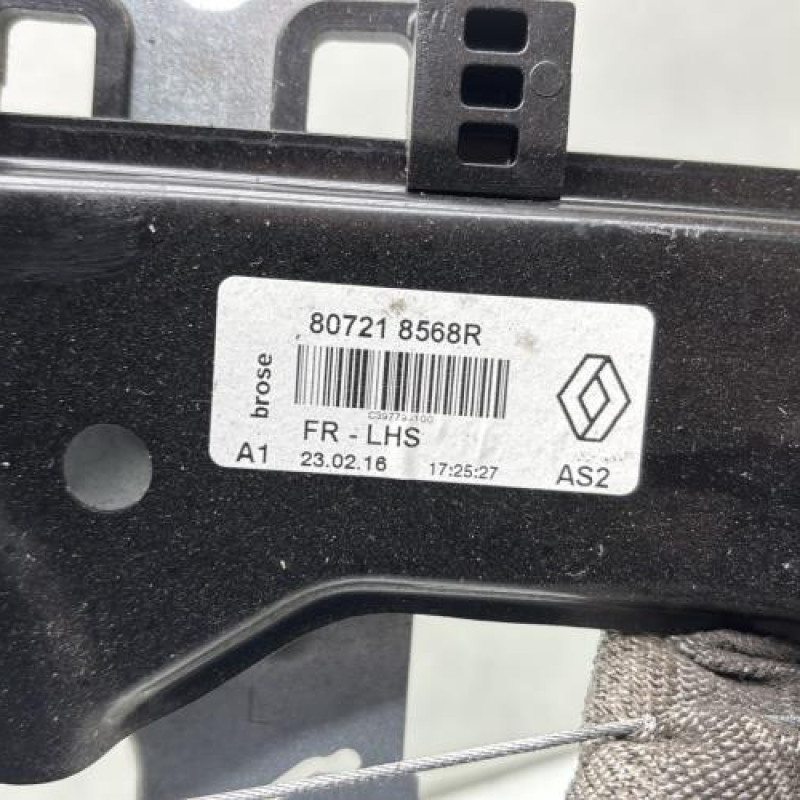 80721 8568R
brose
FR - LHS
A1 23.02.16 17:25:27 AS2